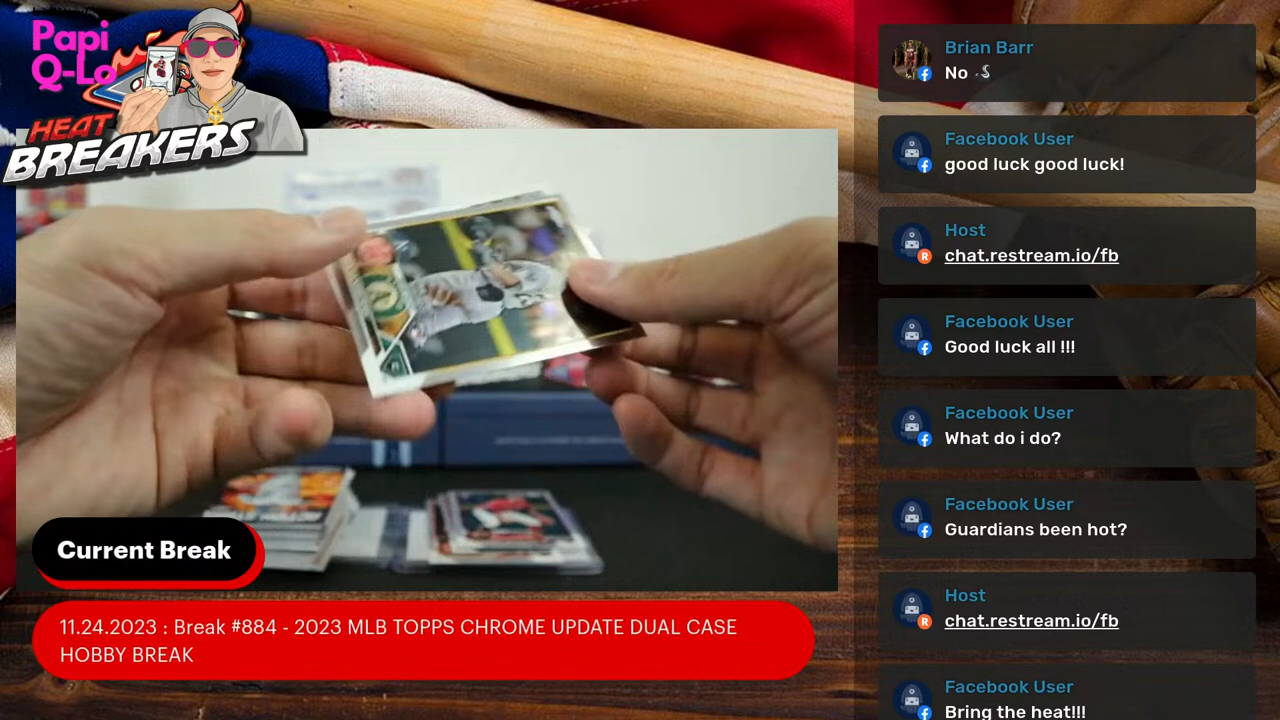 Papi
Q-Lo
HEAT
BREAKERS
Current Break
11.24.2023 : Break #884 - 2023 MLB TOPPS CHROME UPDATE DUAL CASE
HOBBY BREAK
Brian Barr
No
Facebook User
good luck good luck!
Host
chat.restream.io/fb
Facebook User
Good luck all !!!
Facebook User
What do i do?
Facebook User
Guardians been hot?
Host
chat.restream.io/fb
Facebook User
Bring the heat!!!